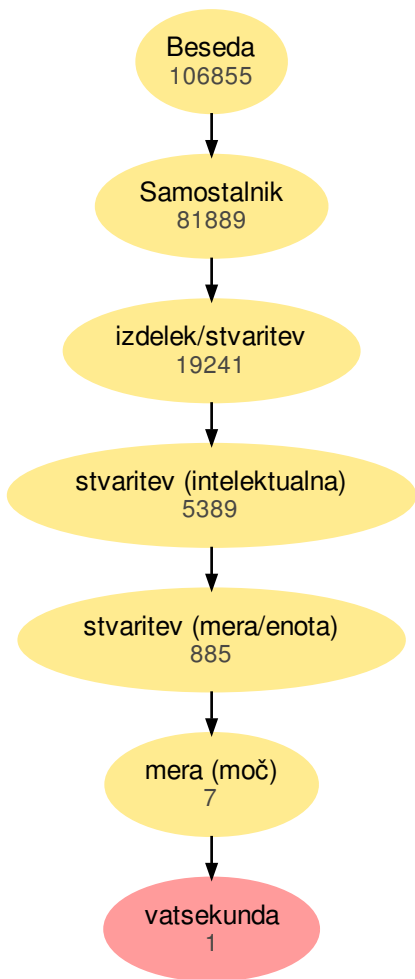 Beseda
106855
Samostalnik
81889
izdelek/stvaritev
19241
stvaritev (intelektualna)
5389
stvaritev (mera/enota)
885
mera (moč)
7
vatsekunda
1